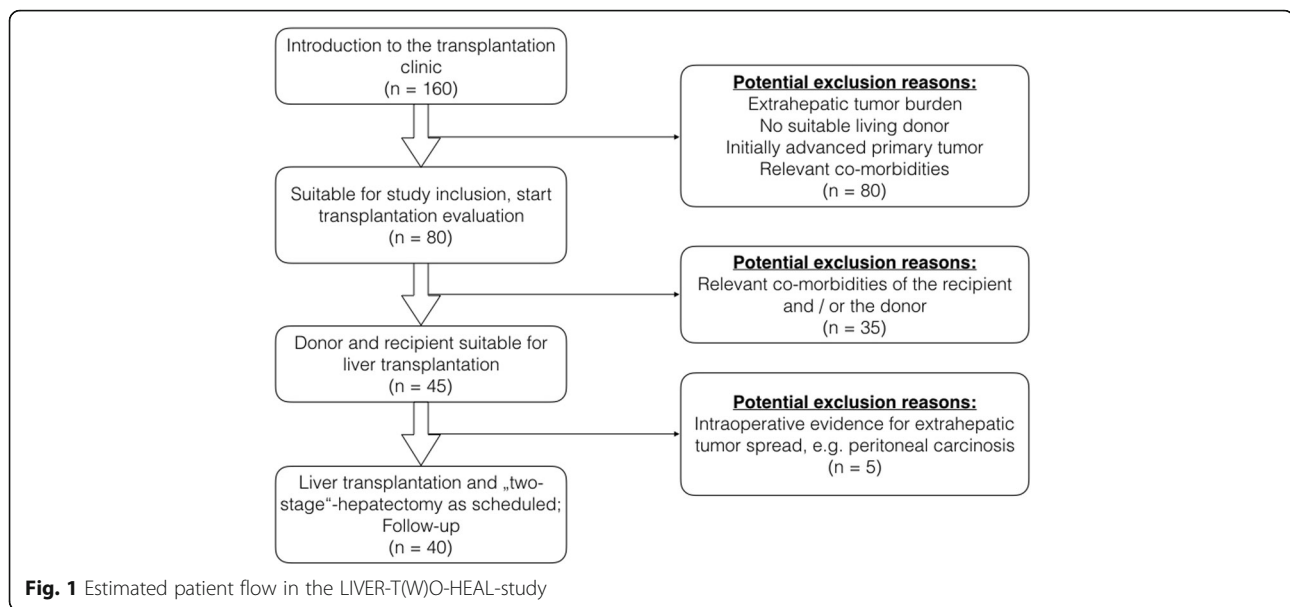 Introduction to the transplantation
clinic
(n = 160)
Potential exclusion reasons:
Extrahepatic tumor burden
No suitable living donor
Initially advanced primary tumor
Relevant co-morbidities
(n = 80)
Suitable for study inclusion, start
transplantation evaluation
(n = 80)
Potential exclusion reasons:
Relevant co-morbidities of the recipient
and / or the donor
(n = 35)
Donor and recipient suitable for
liver transplantation
(n = 45)
Potential exclusion reasons:
Intraoperative evidence for extrahepatic
tumor spread, e.g. peritoneal carcinosis
(n = 5)
Liver transplantation and „two-
stage“-hepatectomy as scheduled;
Follow-up
(n = 40)
Fig. 1 Estimated patient flow in the LIVER-T(W)O-HEAL-study